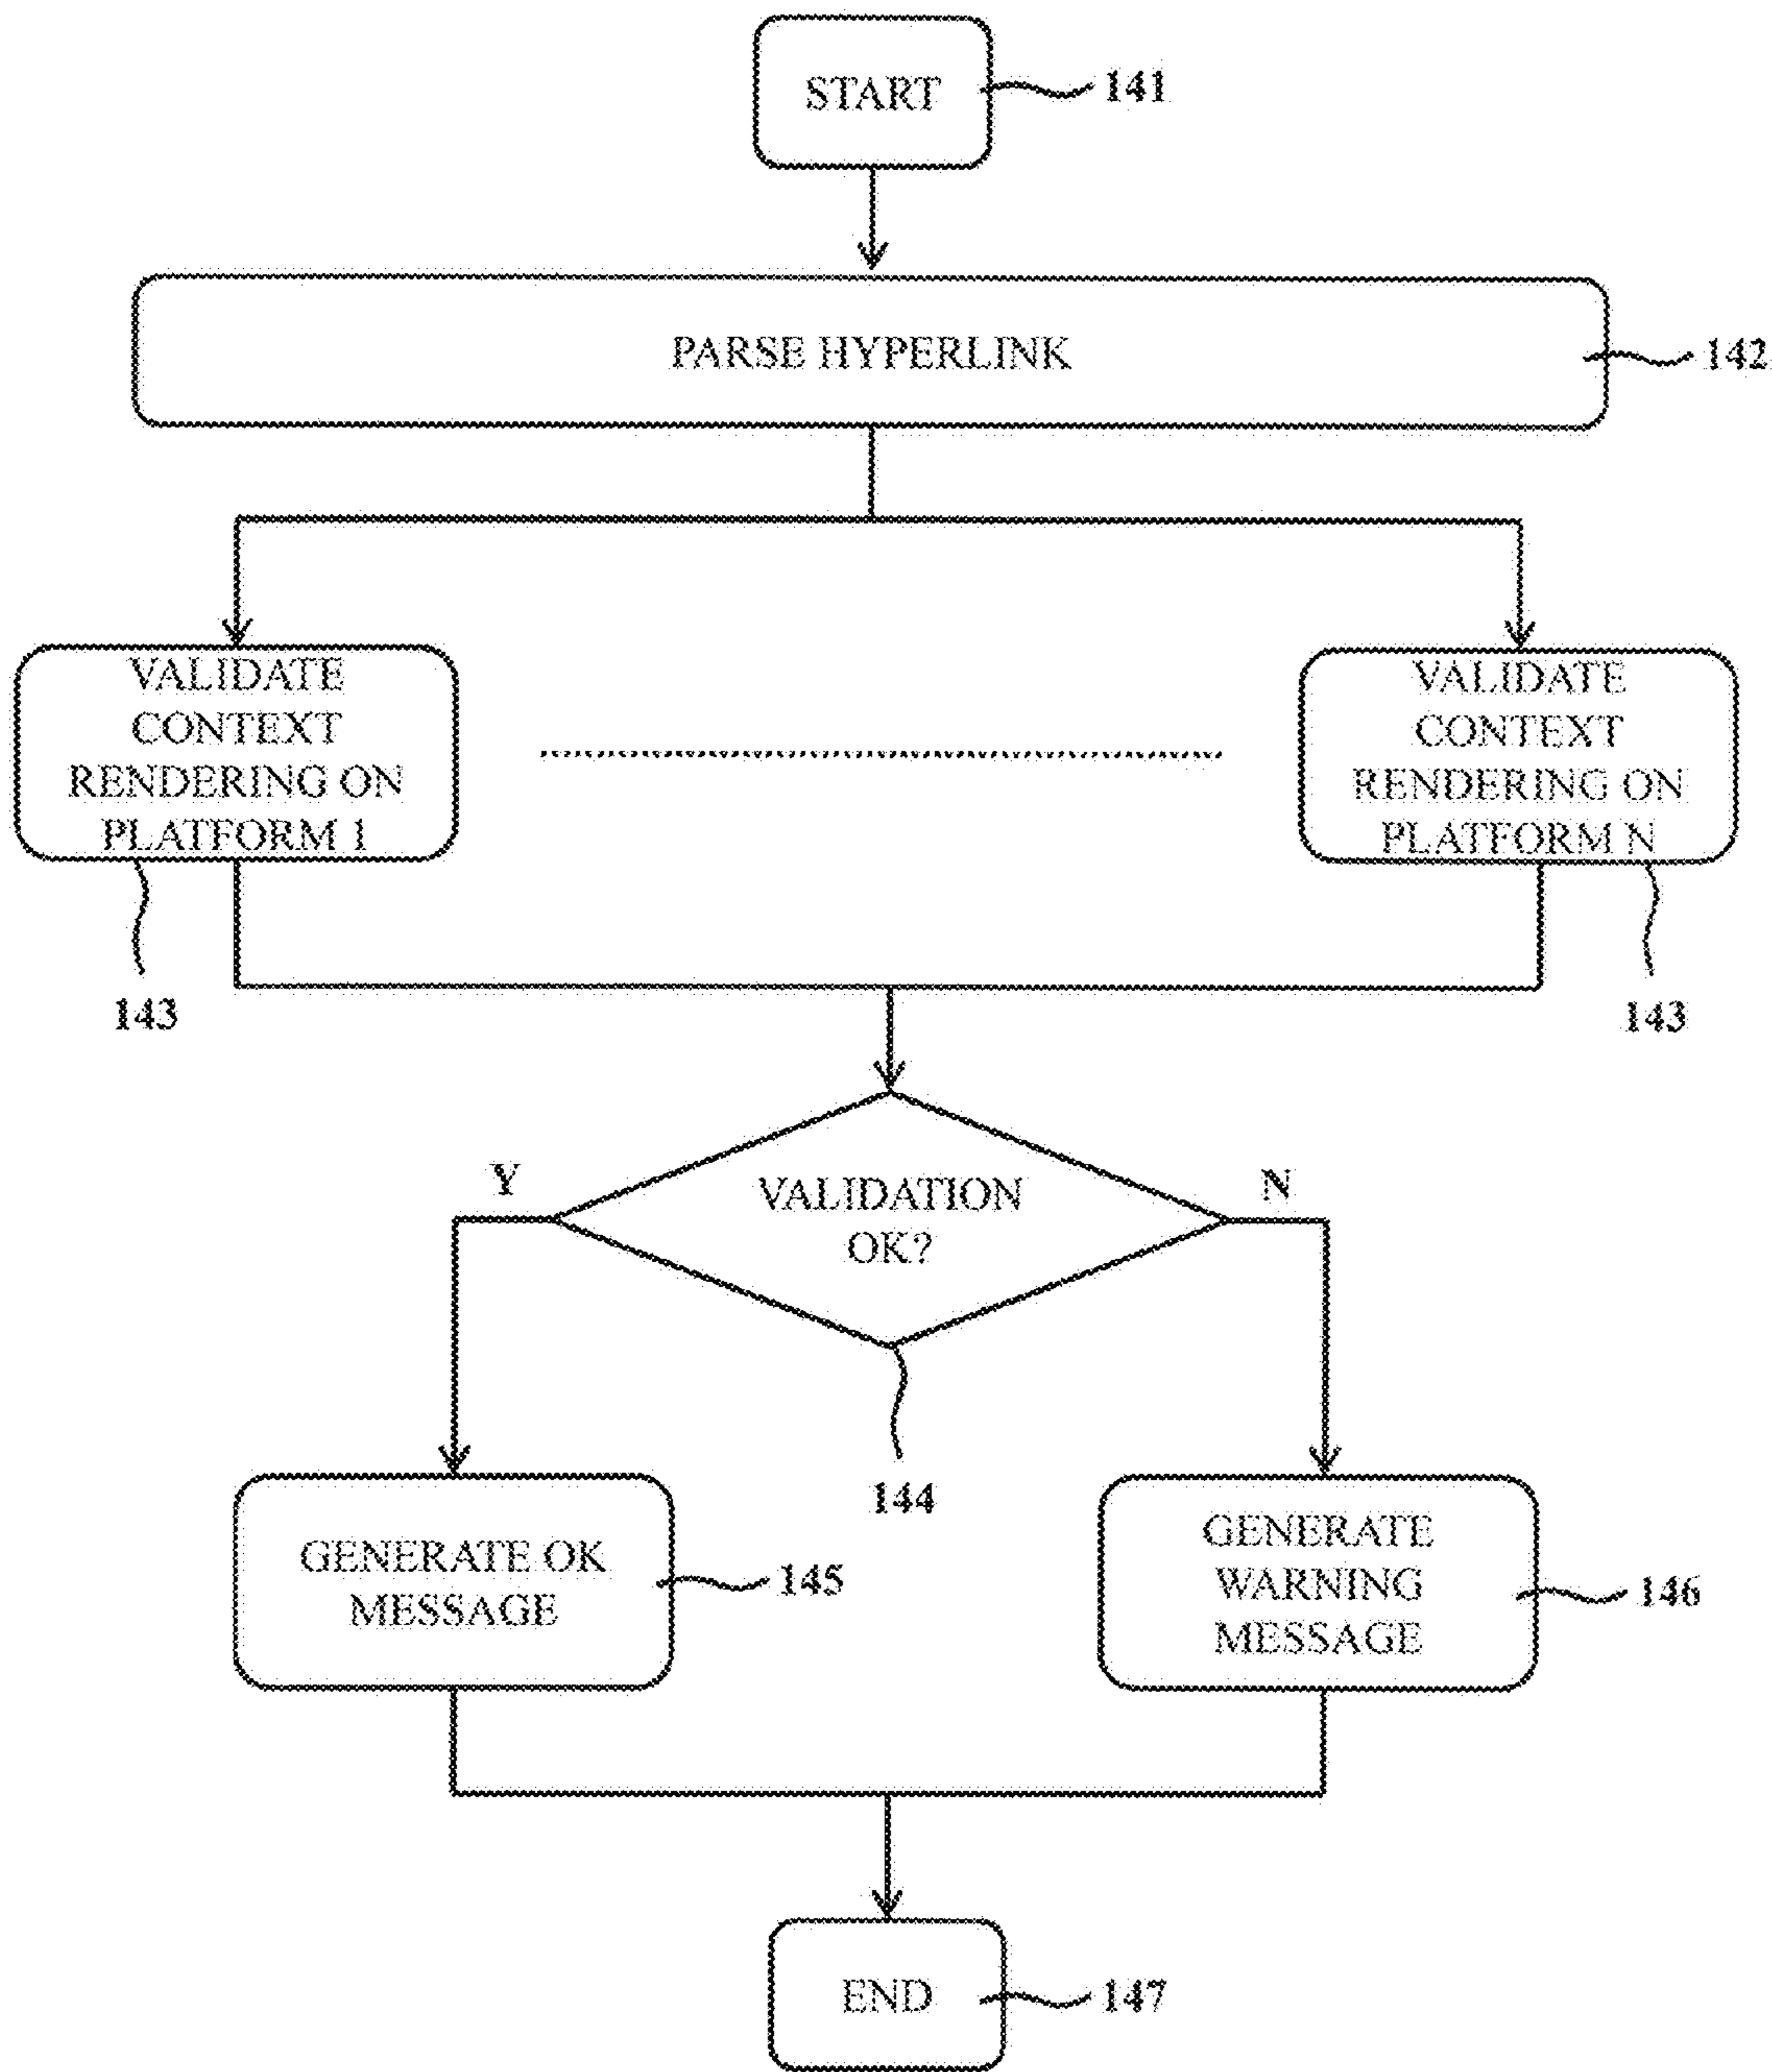 START
141
PARSE HYPERLINK
142
VALIDATE
CONTEXT
RENDERING ON
PLATFORM 1
VALIDATE
CONTEXT
RENDERING ON
PLATFORM N
143
143
Y
VALIDATION
OK?
N
144
GENERATE OK
MESSAGE
145
GENERATE
WARNING
MESSAGE
146
END
147